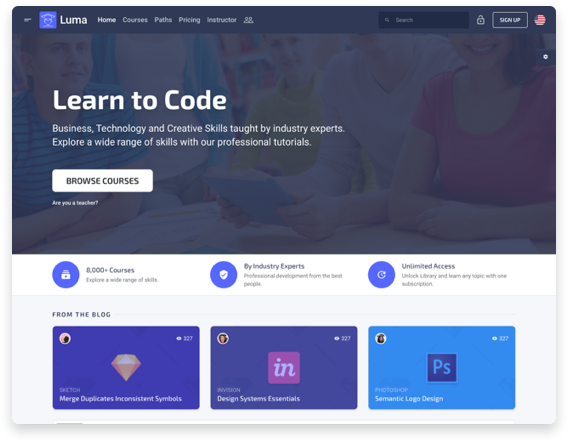 Luma
Home Courses Paths Pricing Instructor
Search
SIGN UP
Learn to Code
Business, Technology and Creative Skills taught by industry experts.
Explore a wide range of skills with our professional tutorials.
BROWSE COURSES
Are you a teacher?
8,000+ Courses
Explore a wide range of skills.
By Industry Experts
Professional development from the best
people.
Unlimited Access
Unlock Library and learn any topic with one
subscription.
FROM THE BLOG
327
SKETCH
Merge Duplicates Inconsistent Symbols
327
in
INVISION
Design Systems Essentials
327
Ps
PHOTOSHOP
Semantic Logo Design